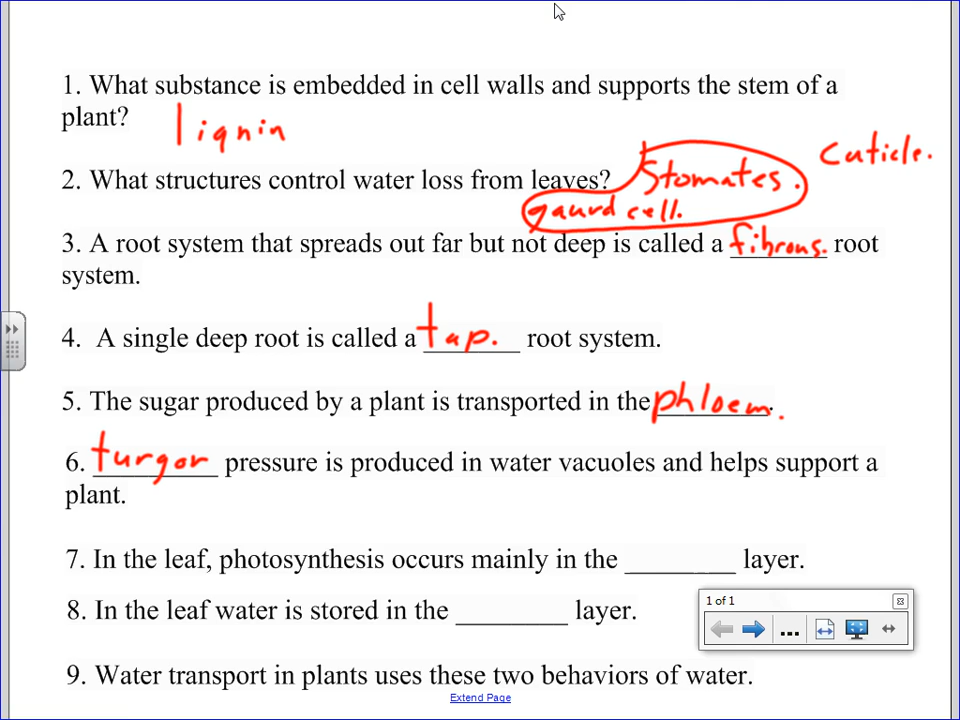 1. What substance is embedded in cell walls and supports the stem of a
plant? lignin
cuticle.
2. What structures control water loss from leaves? Stomates.
gaurd cell.
3. A root system that spreads out far but not deep is called a fibrous. root
system.
4. A single deep root is called a tap. root system.
5. The sugar produced by a plant is transported in the phloem.
6. turgor pressure is produced in water vacuoles and helps support a
plant.
7. In the leaf, photosynthesis occurs mainly in the ________ layer.
8. In the leaf water is stored in the ________ layer.
1 of 1
9. Water transport in plants uses these two behaviors of water.
Extend Page